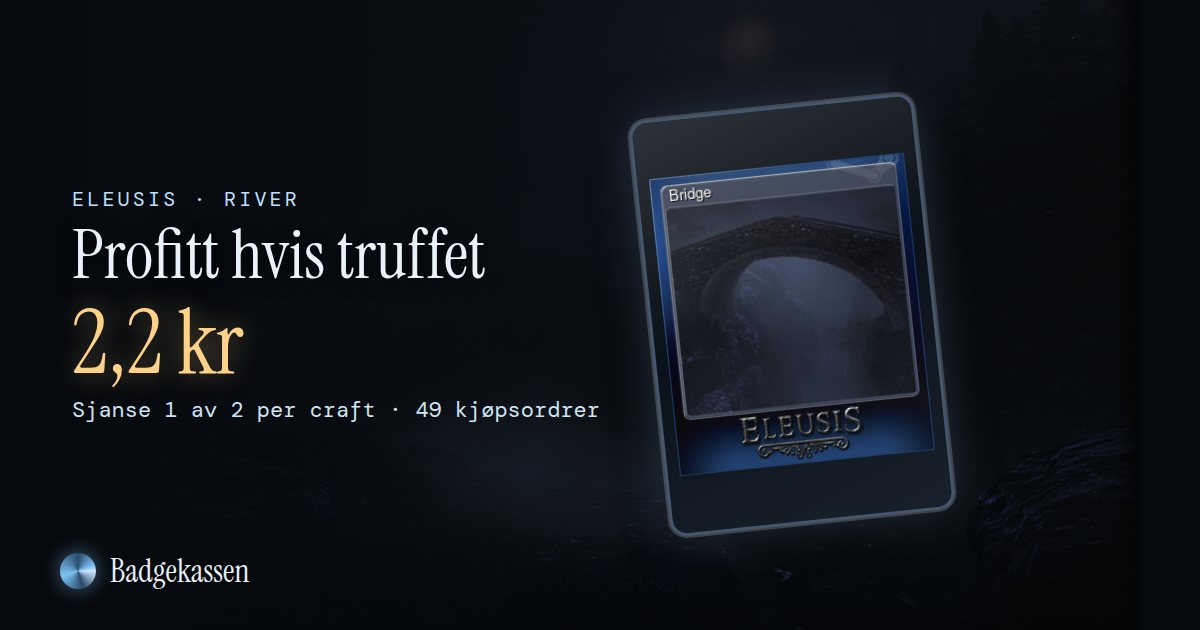 ELEUSIS · RIVER
Profitt hvis truffet
2,2 kr
Sjanse 1 av 2 per craft · 49 kjøpsordrer
Badgekassen
Bridge
ELEUSIS